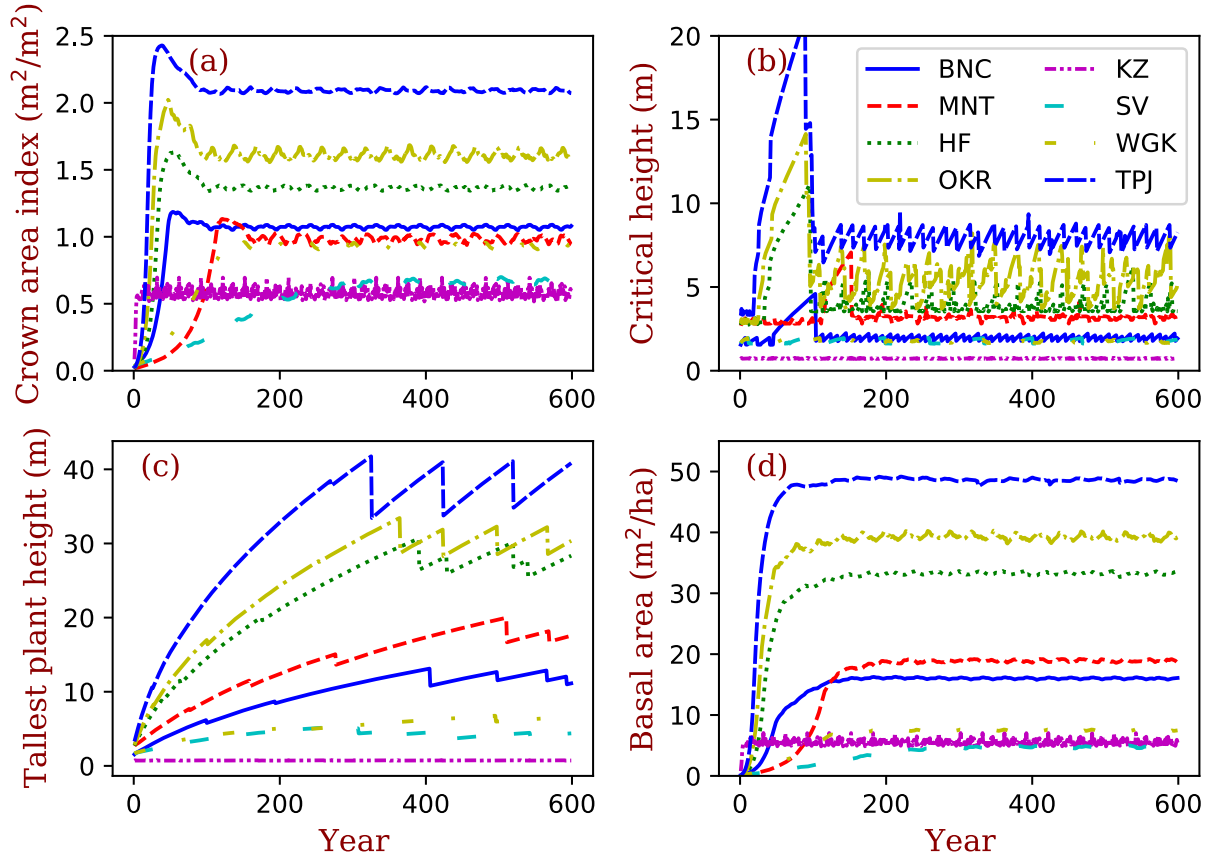 (a)
Crown area index (m²/m²)
2.5
2.0
1.5
1.0
0.5
0.0
0
200
400
600
(b)
Critical height (m)
20
15
10
5
0
0
200
400
600
BNC
MNT
HF
OKR
KZ
SV
WGK
TPJ
(c)
Tallest plant height (m)
40
30
20
10
0
0
200
400
600
Year
(d)
Basal area (m²/ha)
50
40
30
20
10
0
0
200
400
600
Year